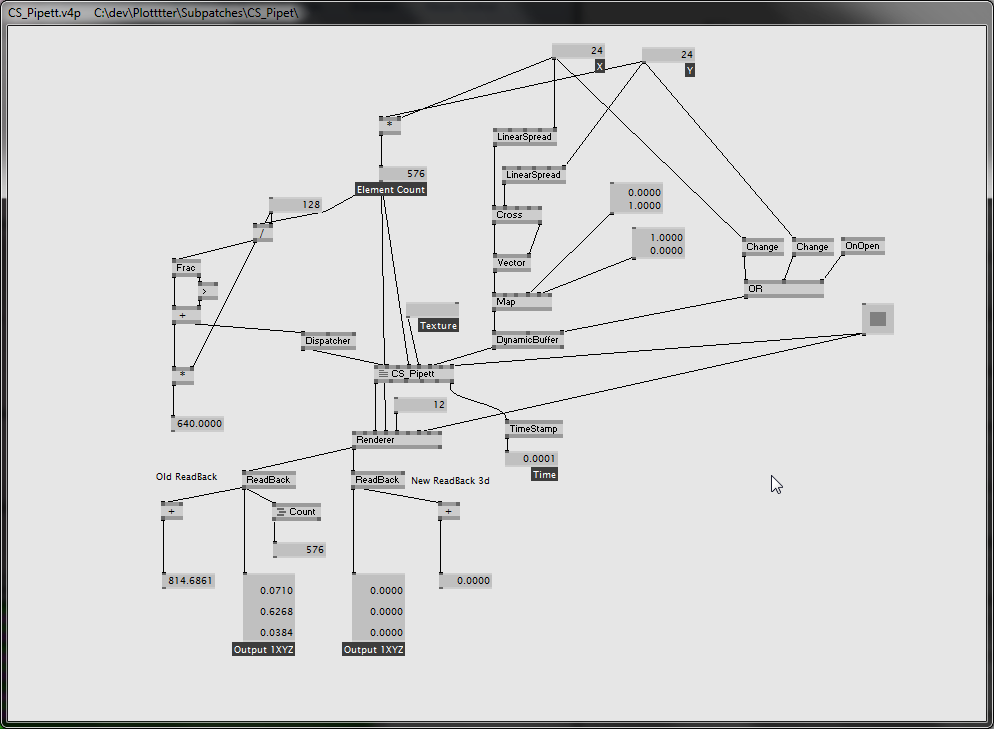 CS_Pipett.v4p C:\dev\Plotttter\Subpatches\CS_Pipet\
24
X
24
Y
*
LinearSpread
576
LinearSpread
Element Count
0.0000
1.0000
128
Cross
/
1.0000
0.0000
Change
Change
OnOpen
Frac
Vector
>
OR
Map
+
Texture
Dispatcher
DynamicBuffer
*
CS_Pipett
12
640.0000
TimeStamp
Renderer
0.0001
Time
Old ReadBack
ReadBack
ReadBack
New ReadBack 3d
+
Count
+
576
814.6861
0.0000
0.0710
0.6268
0.0384
Output 1XYZ
0.0000
0.0000
0.0000
Output 1XYZ